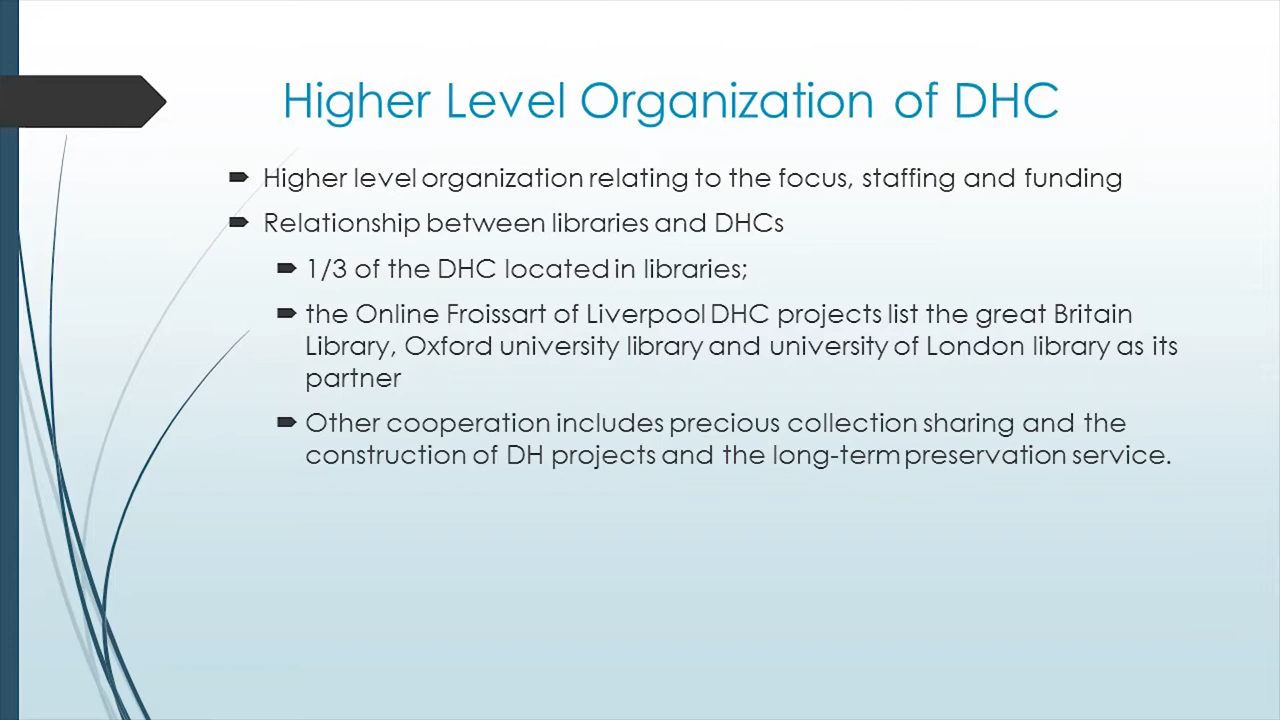 Higher Level Organization of DHC
Higher level organization relating to the focus, staffing and funding
Relationship between libraries and DHCs
1/3 of the DHC located in libraries;
the Online Froissart of Liverpool DHC projects list the great Britain
Library, Oxford university library and university of London library as its
partner
Other cooperation includes precious collection sharing and the
construction of DH projects and the long-term preservation service.